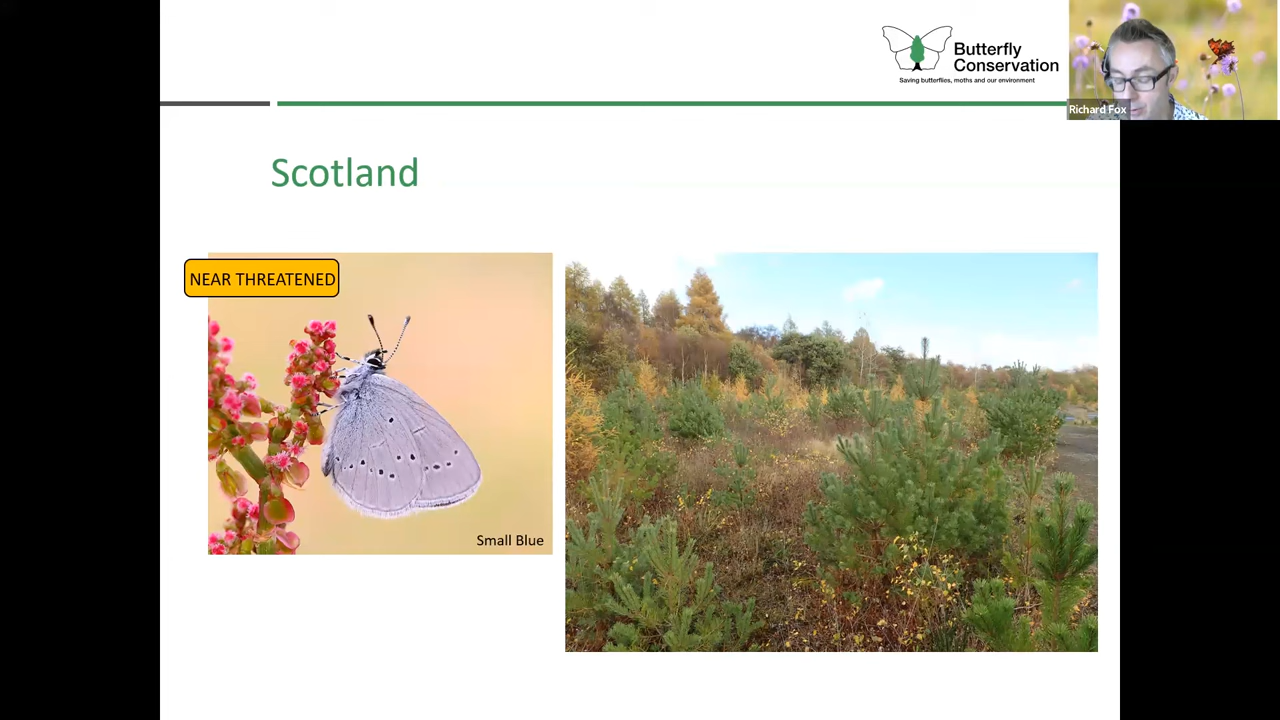 Butterfly
Conservation
Saving butterflies, moths and our environment
Richard Fox
Scotland
NEAR THREATENED
Small Blue